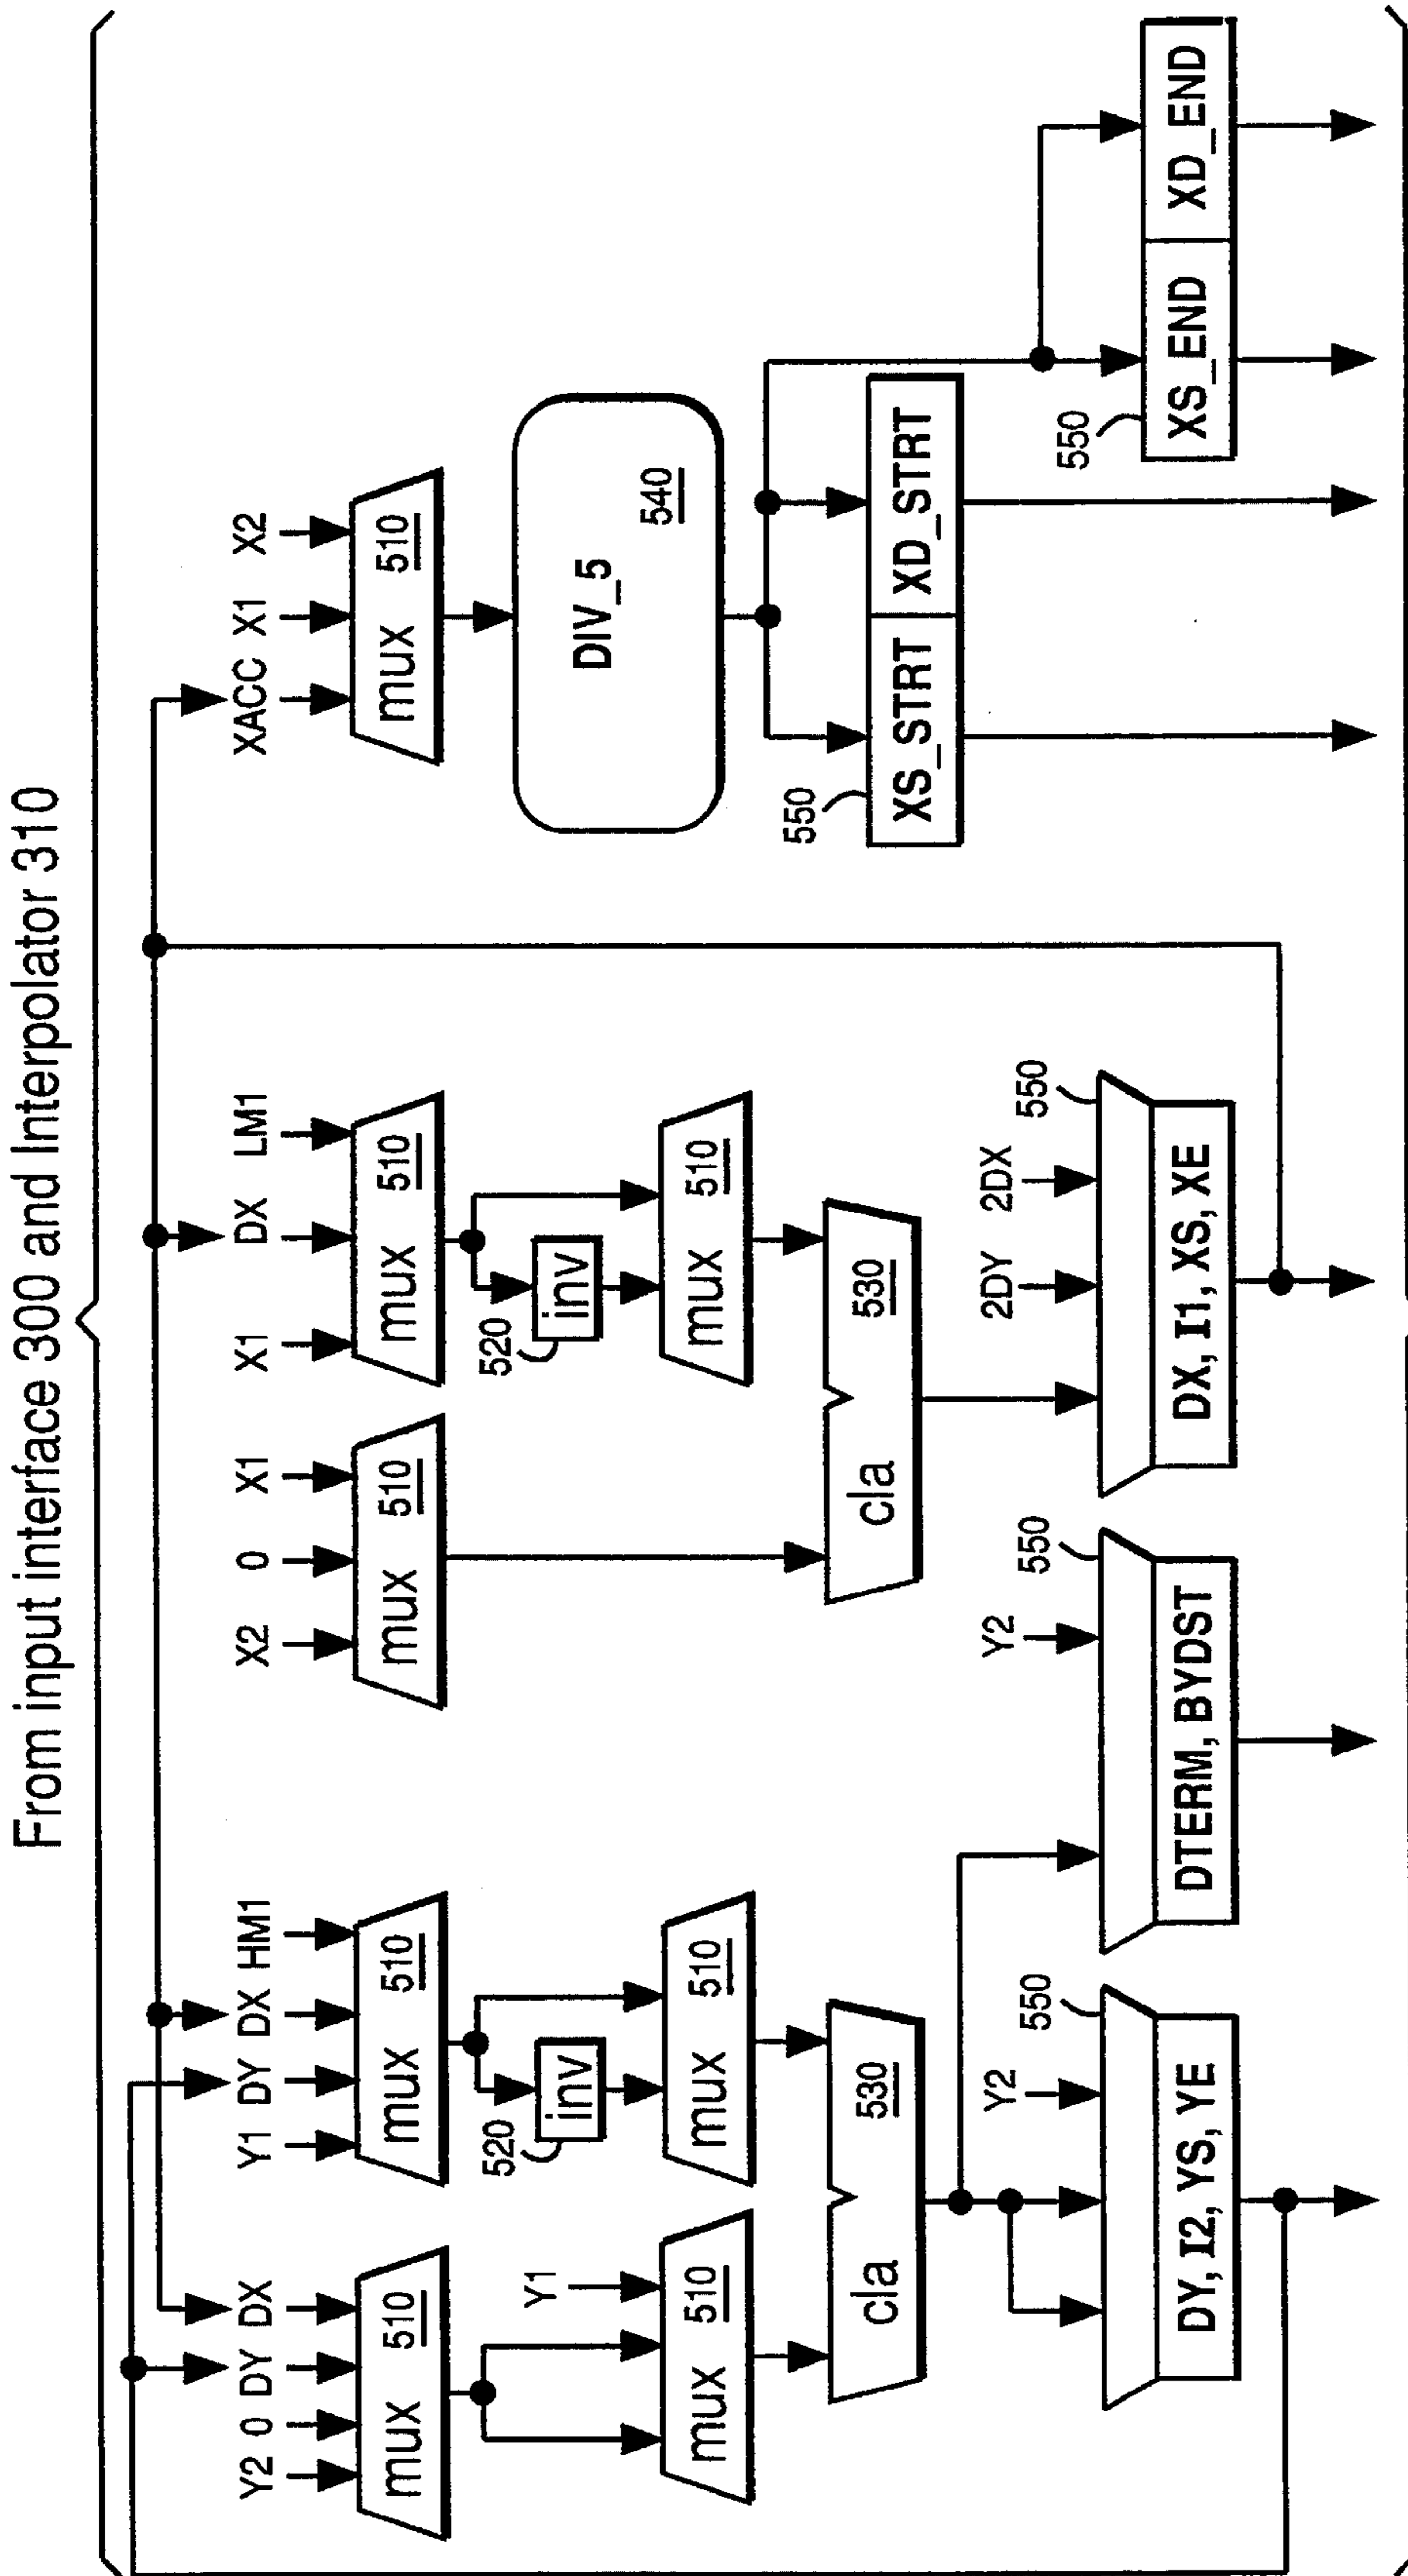 From input interface 300 and Interpolator 310
Y2 0 DY DX
Y1 DY DX HM1
X2 0 X1
X1 DX LM1
XACC X1 X2
mux 510
mux 510
mux 510
mux 510
mux 510
520 inv
520 inv
Y1
mux 510
mux 510
mux 510
DIV_5
540
cla 530
cla 530
550
XS_STRT XD_STRT
Y2 550
Y2 550
2DY 2DX 550
550
DY, I2, YS, YE
DTERM, BYDST
DX, I1, XS, XE
XS_END XD_END